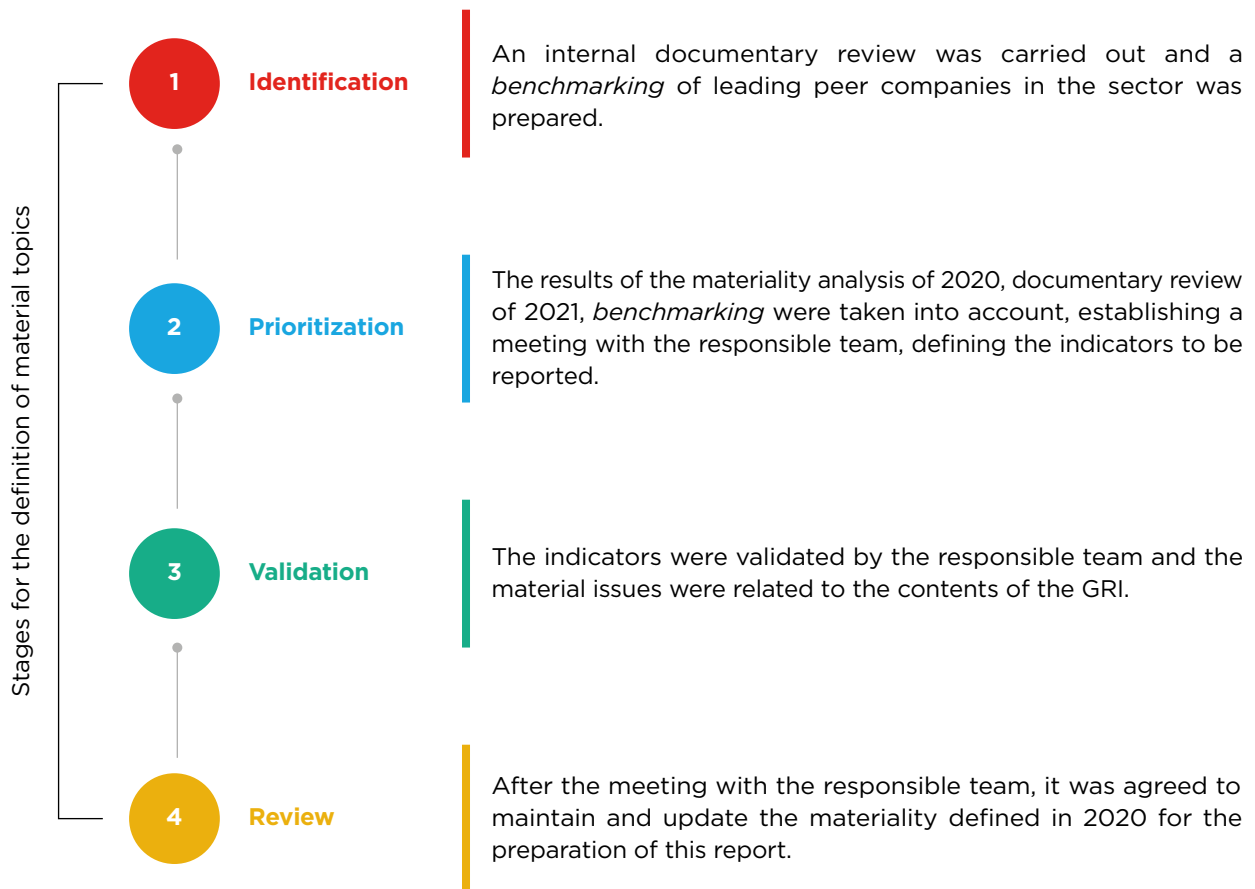 Stages for the definition of material topics
1
Identification
An internal documentary review was carried out and a
benchmarking of leading peer companies in the sector was
prepared.
2
Prioritization
The results of the materiality analysis of 2020, documentary review
of 2021, benchmarking were taken into account, establishing a
meeting with the responsible team, defining the indicators to be
reported.
3
Validation
The indicators were validated by the responsible team and the
material issues were related to the contents of the GRI.
4
Review
After the meeting with the responsible team, it was agreed to
maintain and update the materiality defined in 2020 for the
preparation of this report.